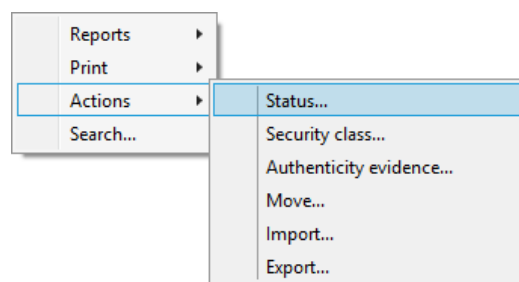 Reports
Print
Actions
Search...
Status...
Security class...
Authenticity evidence...
Move...
Import...
Export...